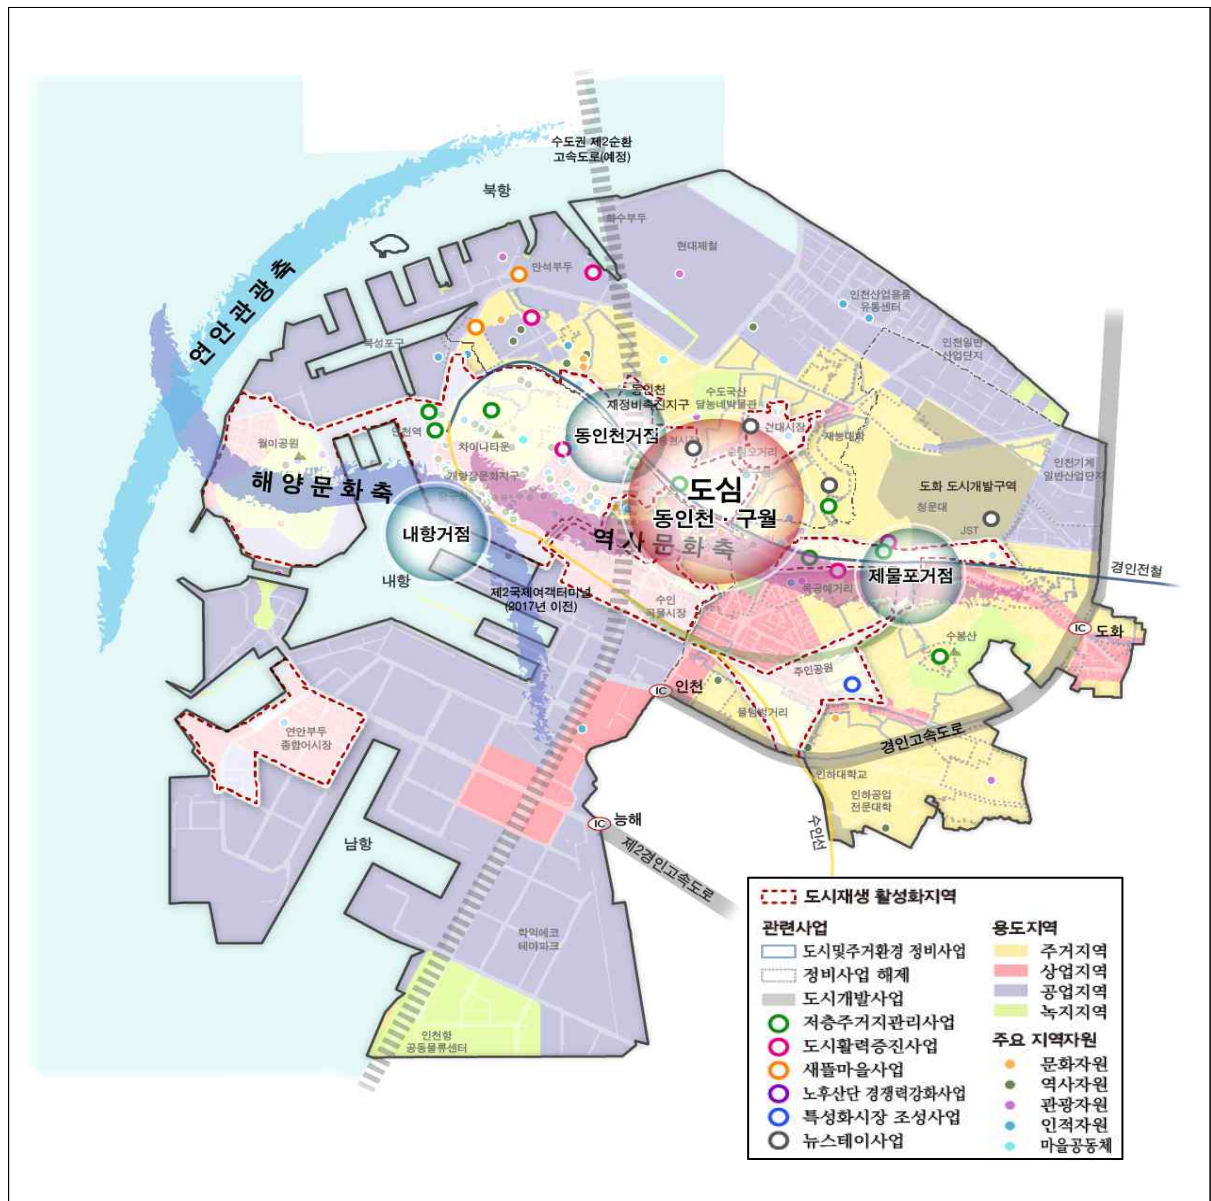 수도권 제2순환
고속도로(예정)
북항
화수부두
현대제철
만석부두
인천산업용품
유통센터
인천일반
산업단지
연안관광축
북성포구
동인천
재정비촉진지구
수도국산
달동네박물관
동인천거점
건대시장
재능대학
월미공원
인천역
차이나타운
개항장문화지구
해양문화축
도심
동인천·구월
인천기계
일반산업단지
도화 도시개발구역
청운대
JST
내항거점
역사문화축
내항
제2국제여객터미널
(2017년 이전)
수인
곡물시장
목공예거리
제물포거점
경인전철
IC 도화
수봉산
주인공원
IC 인천
물텀벙거리
연안부두
종합어시장
경인고속도로
인하대학교
인하공업
전문대학
수인선
남항
IC 능해
제2경인고속도로
학익에코
테마파크
인천항
공동물류센터
도시재생 활성화지역
관련사업
도시및주거환경 정비사업
정비사업 해제
도시개발사업
저층주거지관리사업
도시활력증진사업
새뜰마을사업
노후산단 경쟁력강화사업
특성화시장 조성사업
뉴스테이사업
용도지역
주거지역
상업지역
공업지역
녹지지역
주요 지역자원
문화자원
역사자원
관광자원
인적자원
마을공동체